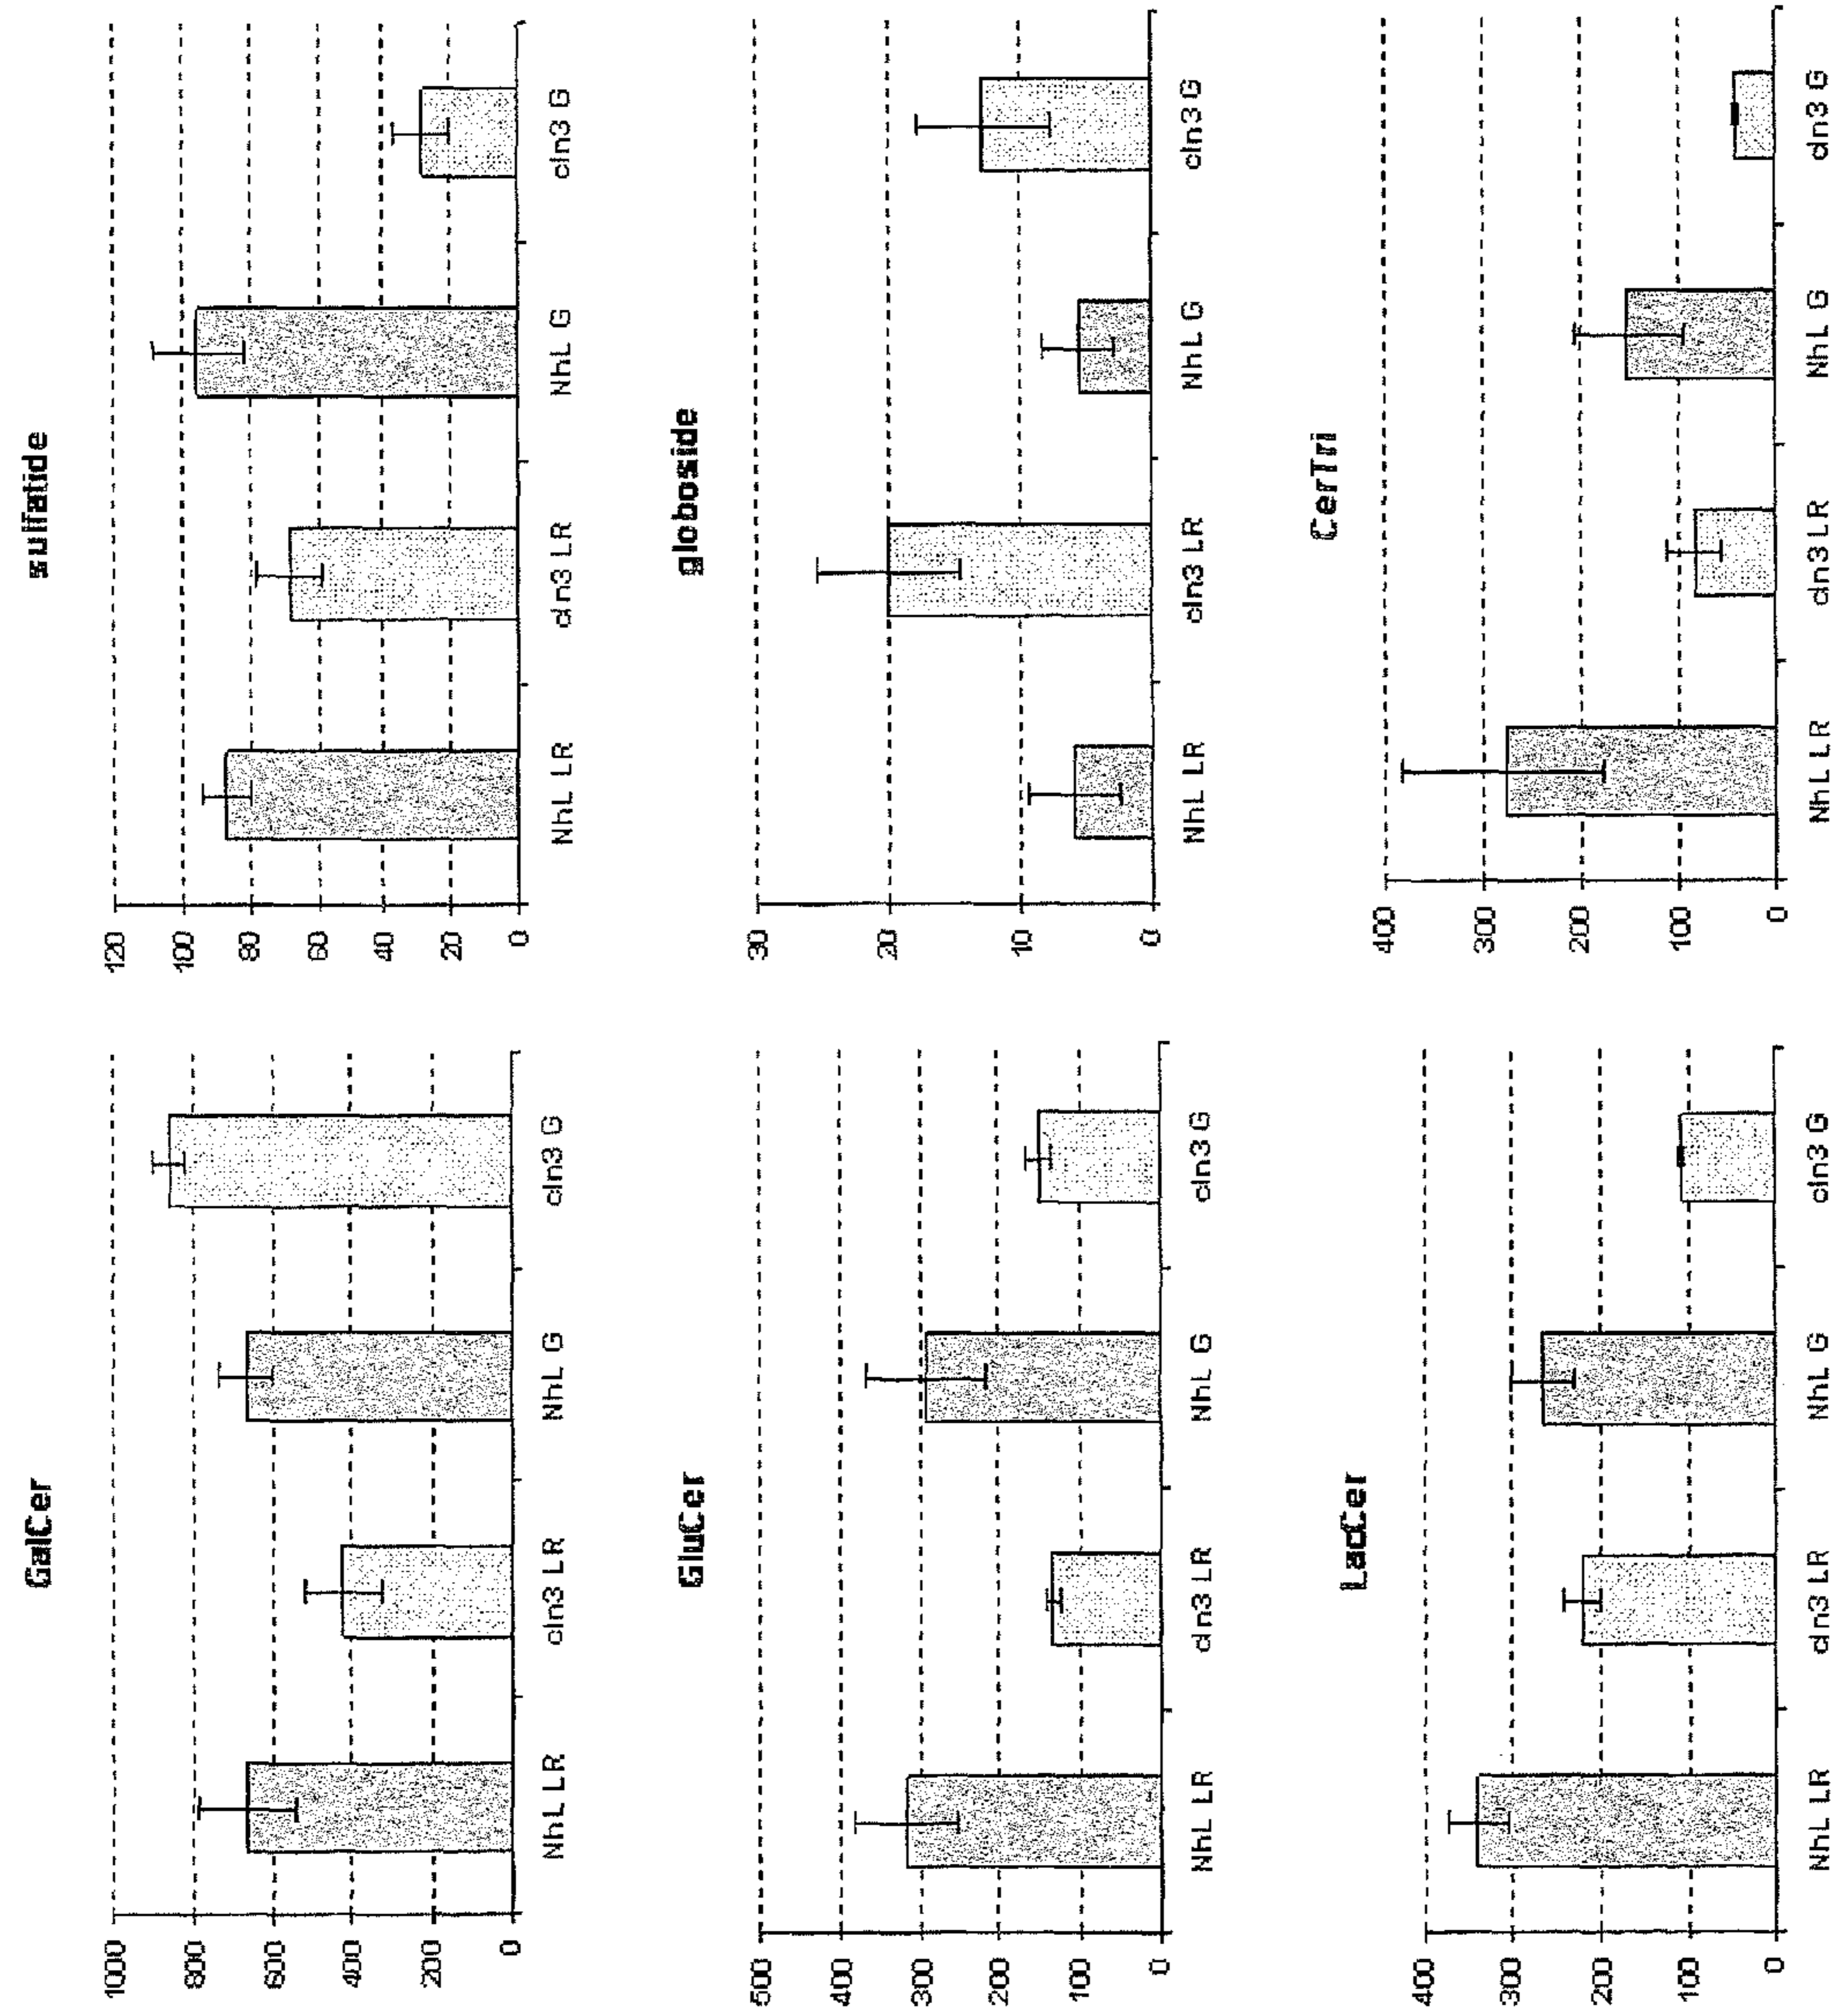 GalCer
1000
800
600
400
200
0
NhL LR
cln3 LR
NhL G
cln3 G
sulfatide
120
100
80
60
40
20
0
NhL LR
cln3 LR
NhL G
cln3 G
GluCer
500
400
300
200
100
0
NhL LR
cln3 LR
NhL G
cln3 G
globoside
30
20
10
0
NhL LR
cln3 LR
NhL G
cln3 G
LacCer
400
300
200
100
0
NhL LR
cln3 LR
NhL G
cln3 G
CerTri
400
300
200
100
0
NhL LR
cln3 LR
NhL G
cln3 G